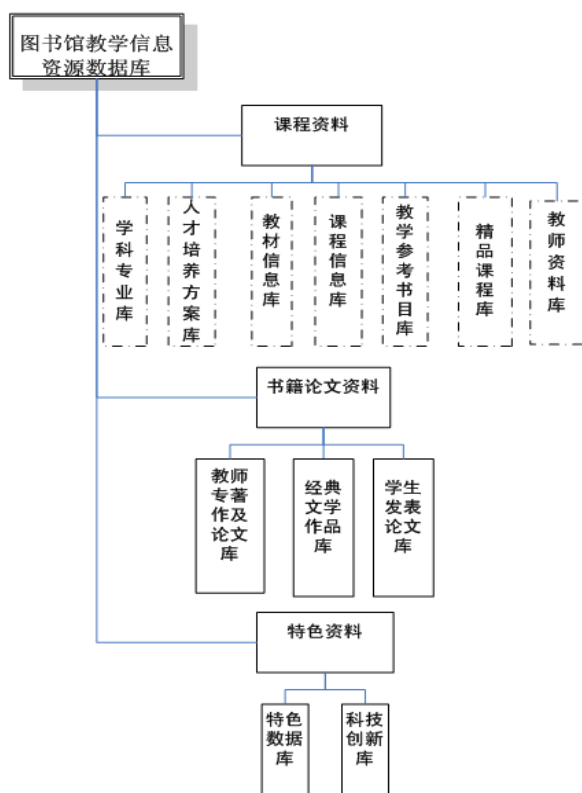 图书馆教学信息
资源数据库
课程资料
学科专业库
人才培养方案库
教材信息库
课程信息库
教学参考书目库
精品课程库
教师资料库
书籍论文资料
教师
专著
作及
论文
库
经典
文学
作品
库
学生
发表
论文
库
特色资料
特色
数据
库
科技
创新
库